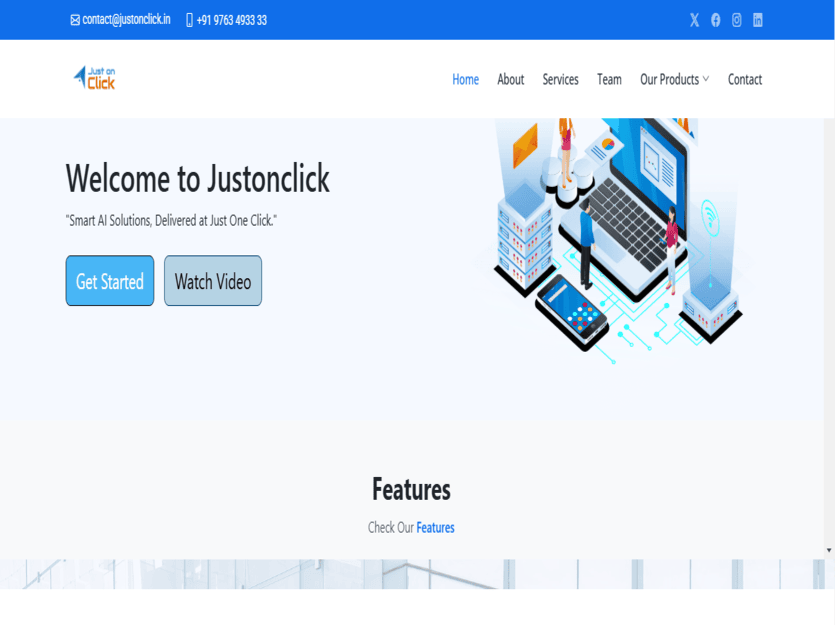 contact@justonclick.in +91 9763 4933 33
Just on
Click
Home About Services Team Our Products Contact
Welcome to Justonclick
"Smart AI Solutions, Delivered at Just One Click."
Get Started Watch Video
Features
Check Our Features